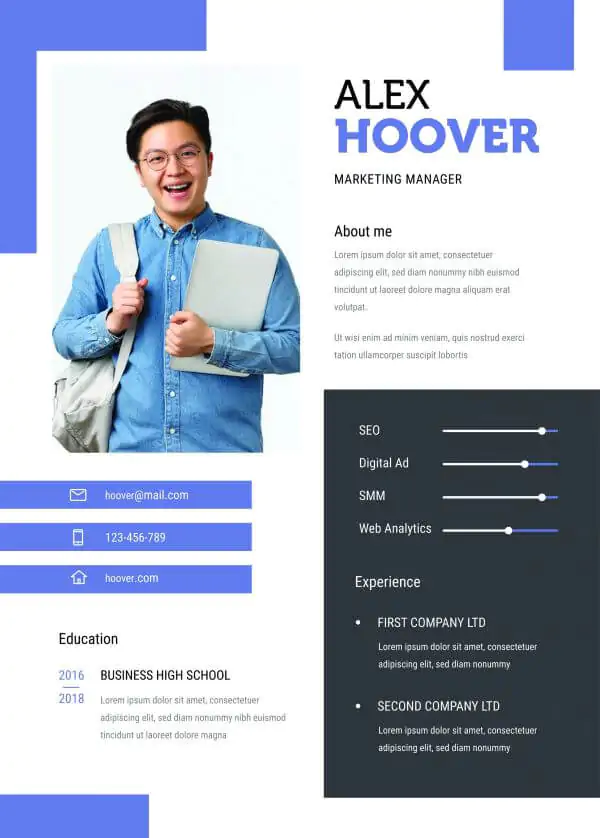 ALEX
HOOVER
MARKETING MANAGER
About me
Lorem ipsum dolor sit amet, consectetuer
adipiscing elit, sed diam nonummy nibh euismod
tincidunt ut laoreet dolore magna aliquam erat
volutpat.
Ut wisi enim ad minim veniam, quis nostrud exerci
tation ullamcorper suscipit lobortis
SEO
Digital Ad
SMM
Web Analytics
Experience
• FIRST COMPANY LTD
Lorem ipsum dolor sit amet, consectetuer
adipiscing elit, sed diam nonummy
• SECOND COMPANY LTD
Lorem ipsum dolor sit amet, consectetuer
adipiscing elit, sed diam nonummy
hoover@mail.com
123-456-789
hoover.com
Education
2016
2018
BUSINESS HIGH SCHOOL
Lorem ipsum dolor sit amet, consectetuer
adipiscing elit, sed diam nonummy nibh euismod
tincidunt ut laoreet dolore magna